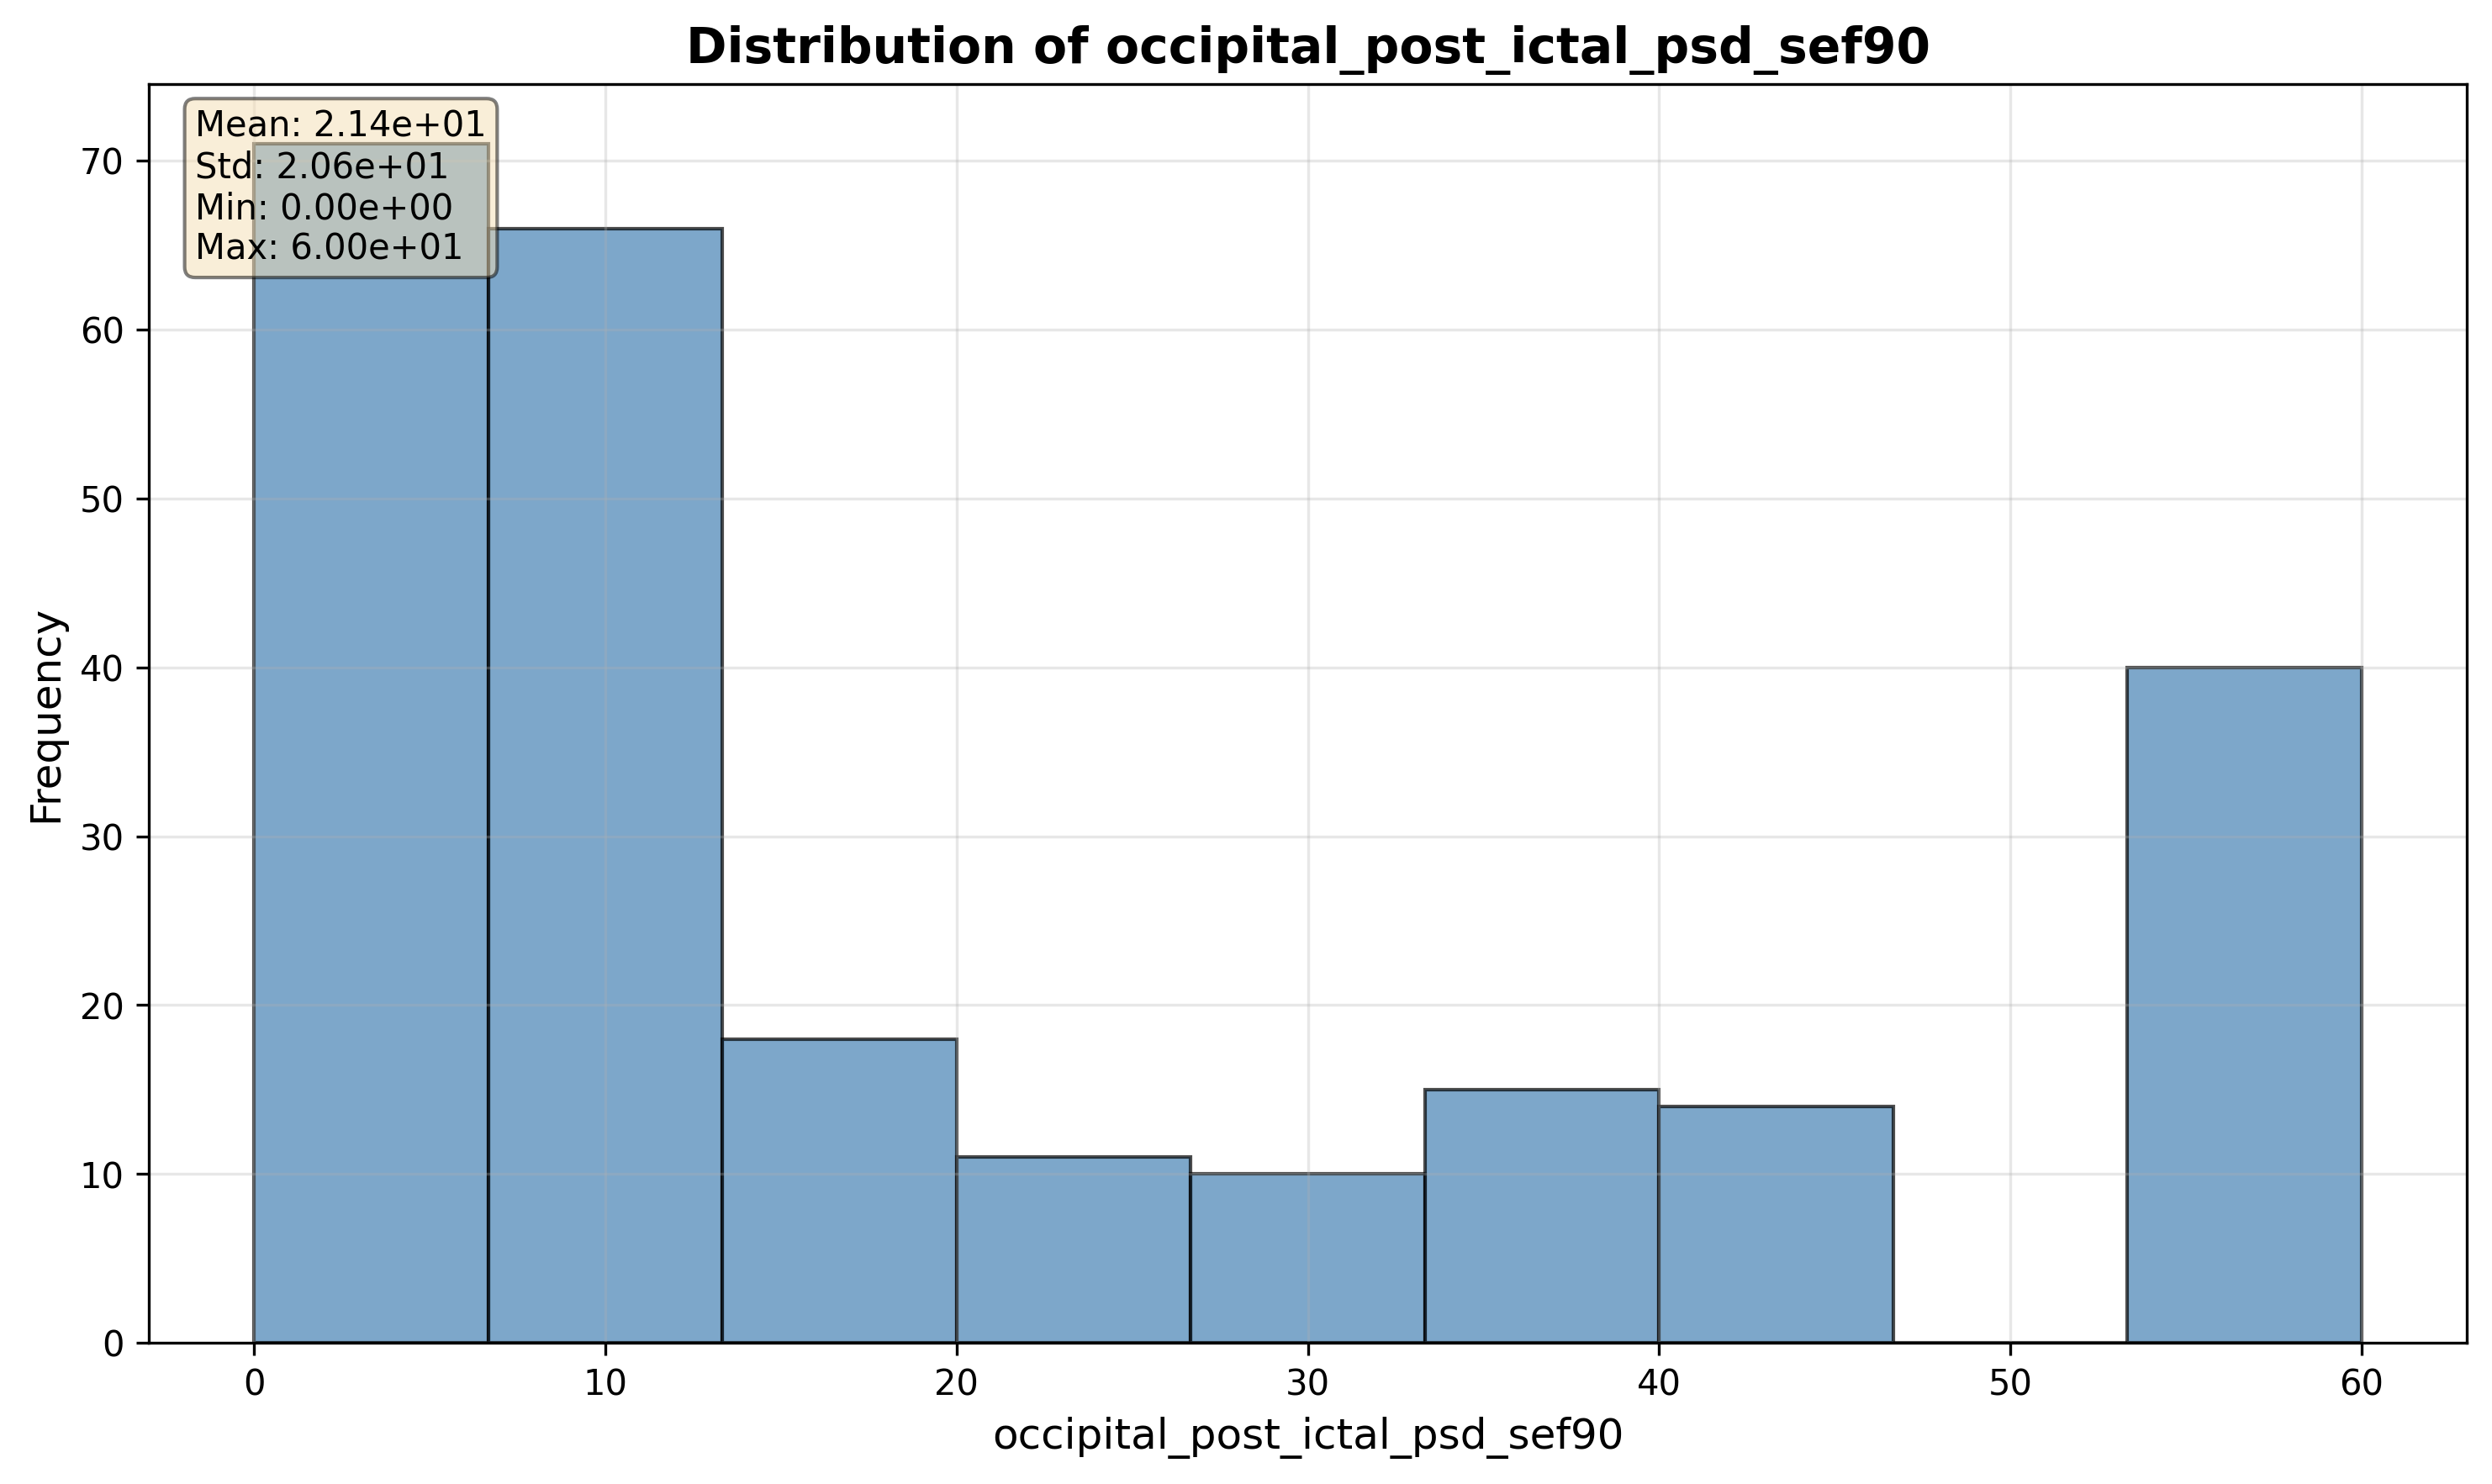 Distribution of occipital_post_ictal_psd_sef90
Mean: 2.14e+01
Std: 2.06e+01
Min: 0.00e+00
Max: 6.00e+01
70
60
50
40
30
20
10
0
Frequency
0 10 20 30 40 50 60
occipital_post_ictal_psd_sef90